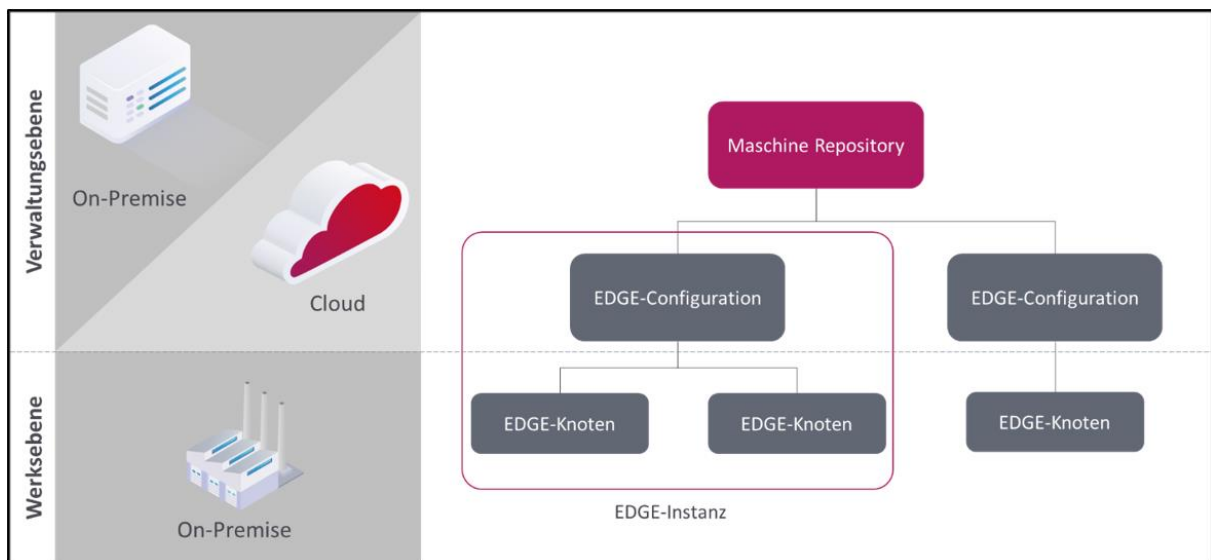 Verwaltungsebene
On-Premise
Cloud
Maschine Repository
EDGE-Configuration
EDGE-Configuration
Werksebene
On-Premise
EDGE-Knoten
EDGE-Knoten
EDGE-Knoten
EDGE-Instanz